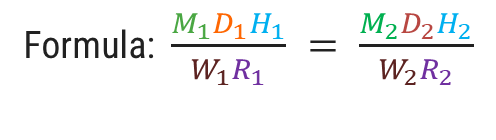 Formula: M₁D₁H₁ / W₁R₁ = M₂D₂H₂ / W₂R₂